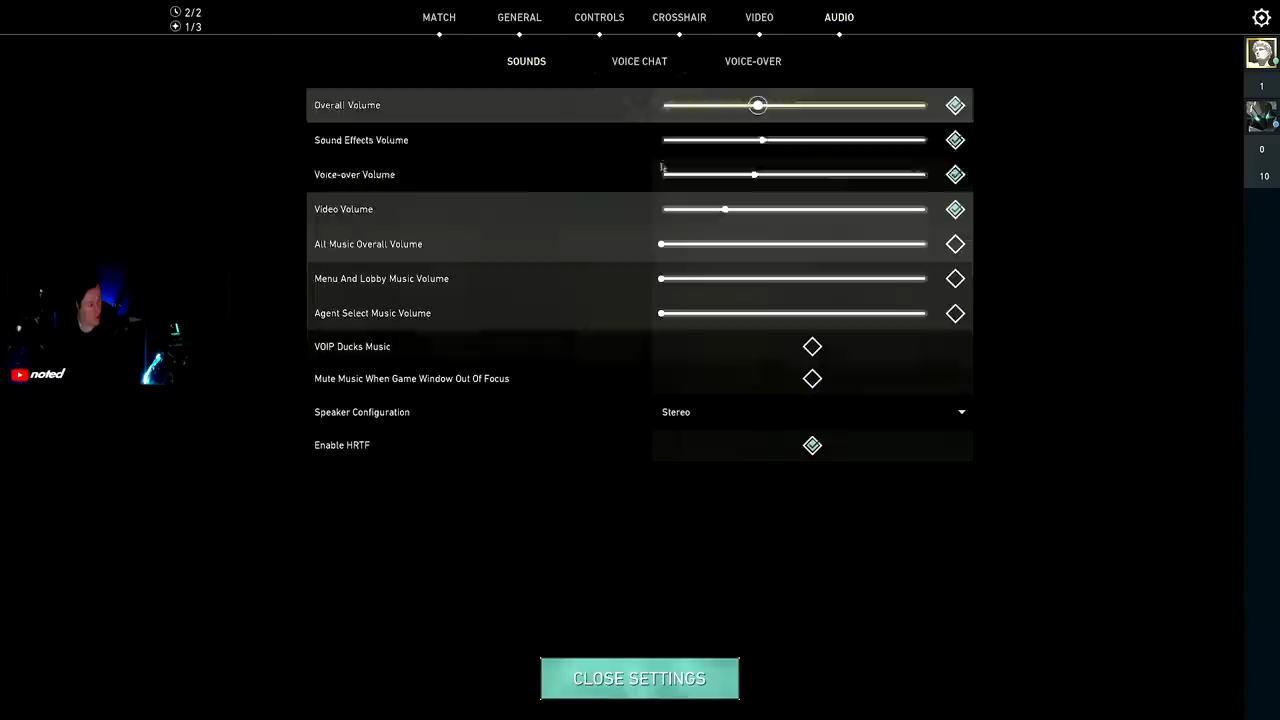 2/2
1/3
MATCH
GENERAL
CONTROLS
CROSSHAIR
VIDEO
AUDIO
SOUNDS
VOICE CHAT
VOICE-OVER
Overall Volume
Sound Effects Volume
Voice-over Volume
Video Volume
All Music Overall Volume
Menu And Lobby Music Volume
Agent Select Music Volume
VOIP Ducks Music
Mute Music When Game Window Out Of Focus
Speaker Configuration
Stereo
Enable HRTF
CLOSE SETTINGS
noted
1
0
10